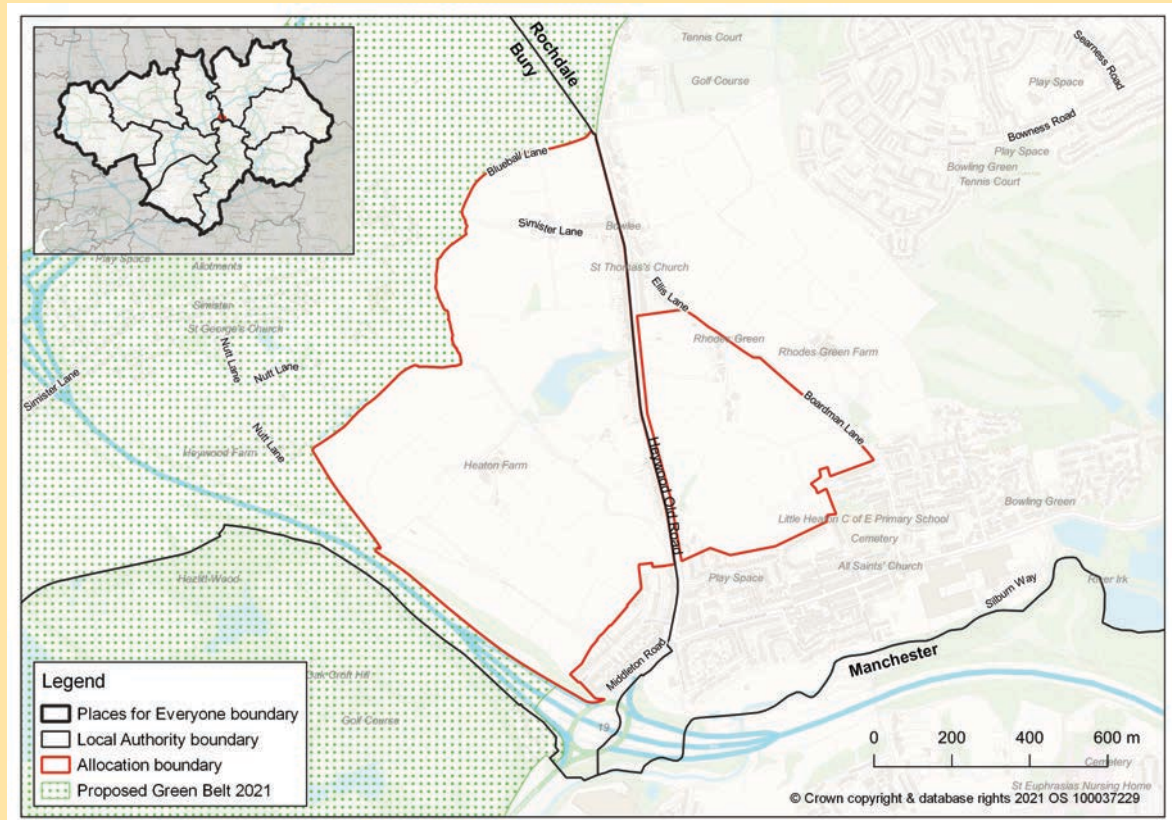 Rochdale
Bury
Tennis Court
Golf Course
Searness Road
Play Space
Bowness Road
Play Space
Bowling Green
Tennis Court
Blueball Lane
Simister Lane
Bowlee
St Thomas's Church
Ellis Lane
Play Space
Allotments
Simister
St George's Church
Nutt Lane
Nutt Lane
Simister Lane
Rhodes Green
Rhodes Green Farm
Boardman Lane
Nutt Lane
Heywood Farm
Heaton Farm
Heywood Old Road
Bowling Green
Little Heaton C of E Primary School
Cemetery
All Saints' Church
Play Space
Hazlitt Wood
Silburn Way
River Irk
Middleton Road
Manchester
Oak Croft Hill
Golf Course
19
Legend
Places for Everyone boundary
Local Authority boundary
Allocation boundary
Proposed Green Belt 2021
0 200 400 600 m
Cemetery
St Euphrasias Nursing Home
© Crown copyright & database rights 2021 OS 100037229